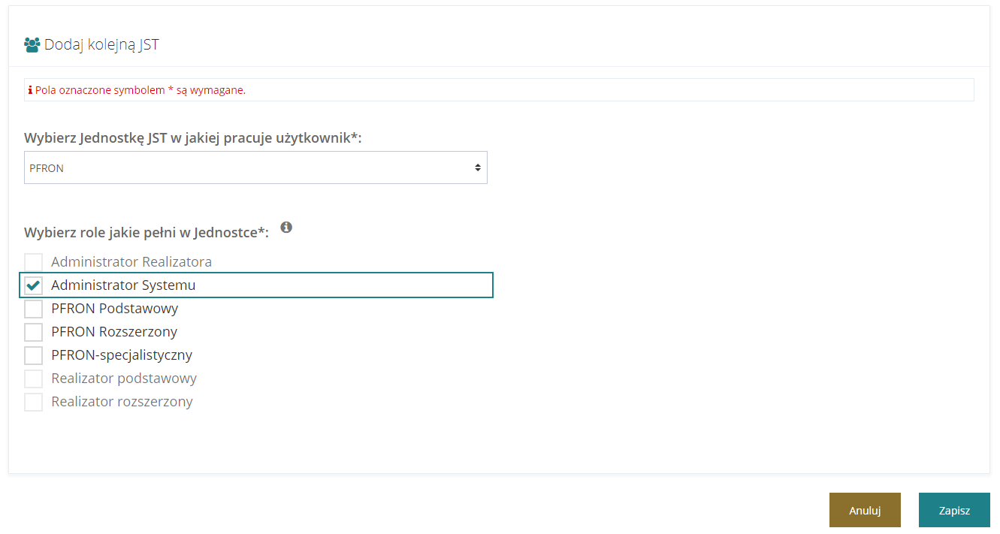 Dodaj kolejną JST
Pola oznaczone symbolem * są wymagane.
Wybierz Jednostkę JST w jakiej pracuje użytkownik*:
PFRON
Wybierz role jakie pełni w Jednostce*:
Administrator Realizatora
Administrator Systemu
PFRON Podstawowy
PFRON Rozszerzony
PFRON-specjalistyczny
Realizator podstawowy
Realizator rozszerzony
Anuluj
Zapisz